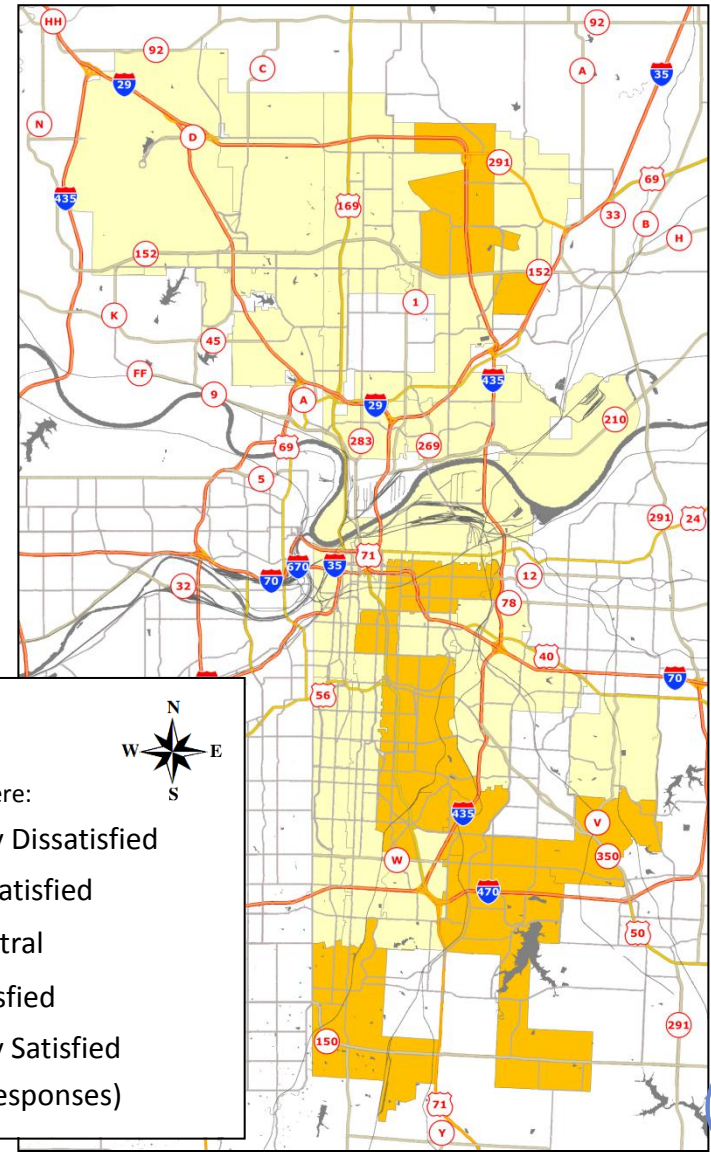 HH
92
92
C
A
29
35
N
D
291
69
435
169
33
B
H
152
152
K
1
45
FF
9
A
29
435
283
269
210
69
5
291
24
71
670
35
70
12
32
78
40
70
56
N
W E
S
ere:
y Dissatisfied
atisfied
tral
sfied
y Satisfied
esponses)
435
V
W
350
470
50
150
291
71
Y